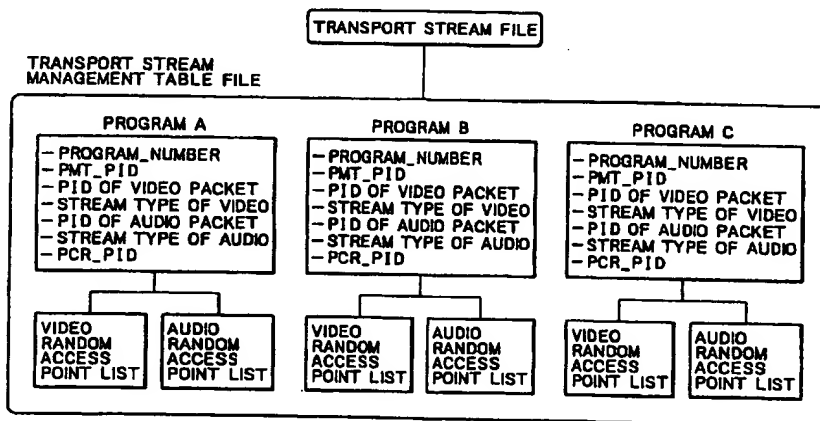 TRANSPORT STREAM FILE
TRANSPORT STREAM
MANAGEMENT TABLE FILE
PROGRAM A
- PROGRAM_NUMBER
- PMT_PID
- PID OF VIDEO PACKET
- STREAM TYPE OF VIDEO
- PID OF AUDIO PACKET
- STREAM TYPE OF AUDIO
- PCR_PID
VIDEO
RANDOM
ACCESS
POINT LIST
AUDIO
RANDOM
ACCESS
POINT LIST
PROGRAM B
- PROGRAM_NUMBER
- PMT_PID
- PID OF VIDEO PACKET
- STREAM TYPE OF VIDEO
- PID OF AUDIO PACKET
- STREAM TYPE OF AUDIO
- PCR_PID
VIDEO
RANDOM
ACCESS
POINT LIST
AUDIO
RANDOM
ACCESS
POINT LIST
PROGRAM C
- PROGRAM_NUMBER
- PMT_PID
- PID OF VIDEO PACKET
- STREAM TYPE OF VIDEO
- PID OF AUDIO PACKET
- STREAM TYPE OF AUDIO
- PCR_PID
VIDEO
RANDOM
ACCESS
POINT LIST
AUDIO
RANDOM
ACCESS
POINT LIST